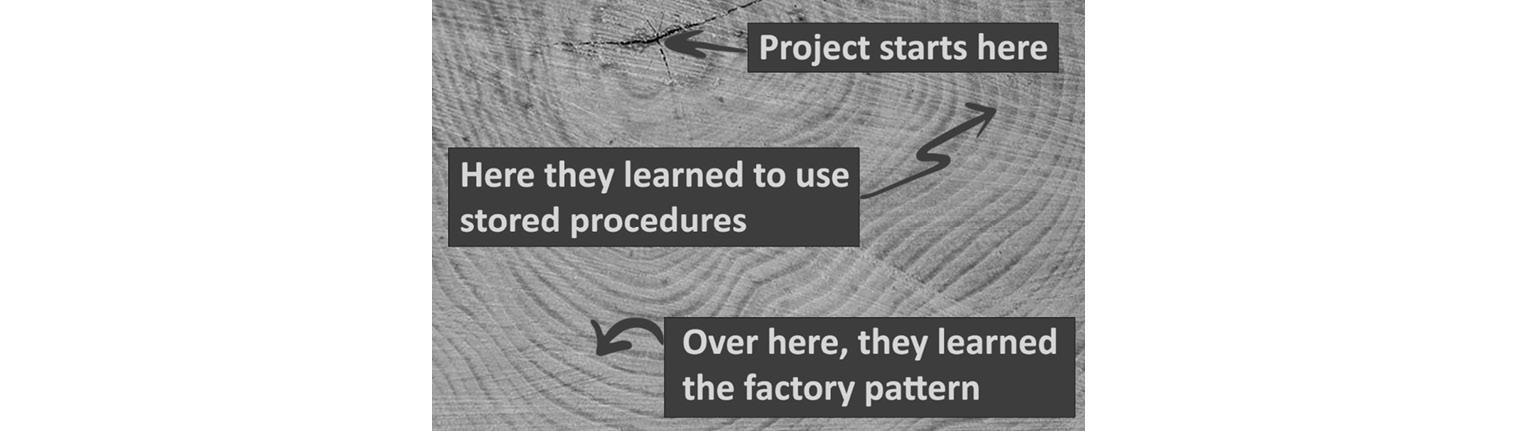 Project starts here
Here they learned to use
stored procedures
Over here, they learned
the factory pattern